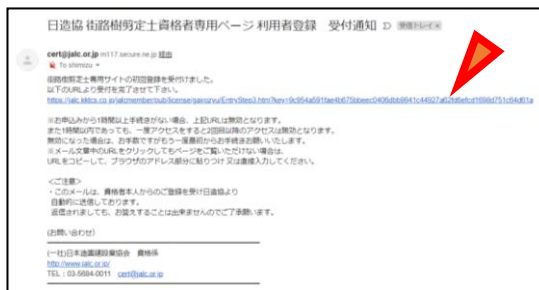 日造協 街路樹剪定士資格者専用ページ 利用者登録　受付通知
受信トレイ×
cert@jalc.or.jp m117.secure.ne.jp 経由
To shimizu
街路樹剪定士専用サイトの初回登録を受付けました。
以下のURLより受付を完了させて下さい。
※お申込みから1時間以上手続きがない場合、上記URLは無効となります。
また1時間以内であっても、一度アクセスをすると2回目以降のアクセスは無効となります。
無効になった場合は、お手数ですがもう一度最初からお手続きお願いいたします。
※メール文章中のURLをクリックしてもページをご覧いただけない場合は、
URLをコピーして、ブラウザのアドレス部分に貼りつけ又は直接入力してください。
＜ご注意＞
・このメールは、資格者本人からのご登録を受け日造協より
自動的に送信しております。
返信されましても、お答えすることは出来ませんのでご了承願います。
(お問い合わせ)
(一社)日本造園建設業協会　資格係
http://www.jalc.or.jp/
TEL：03-5684-0011　cert@jalc.or.jp